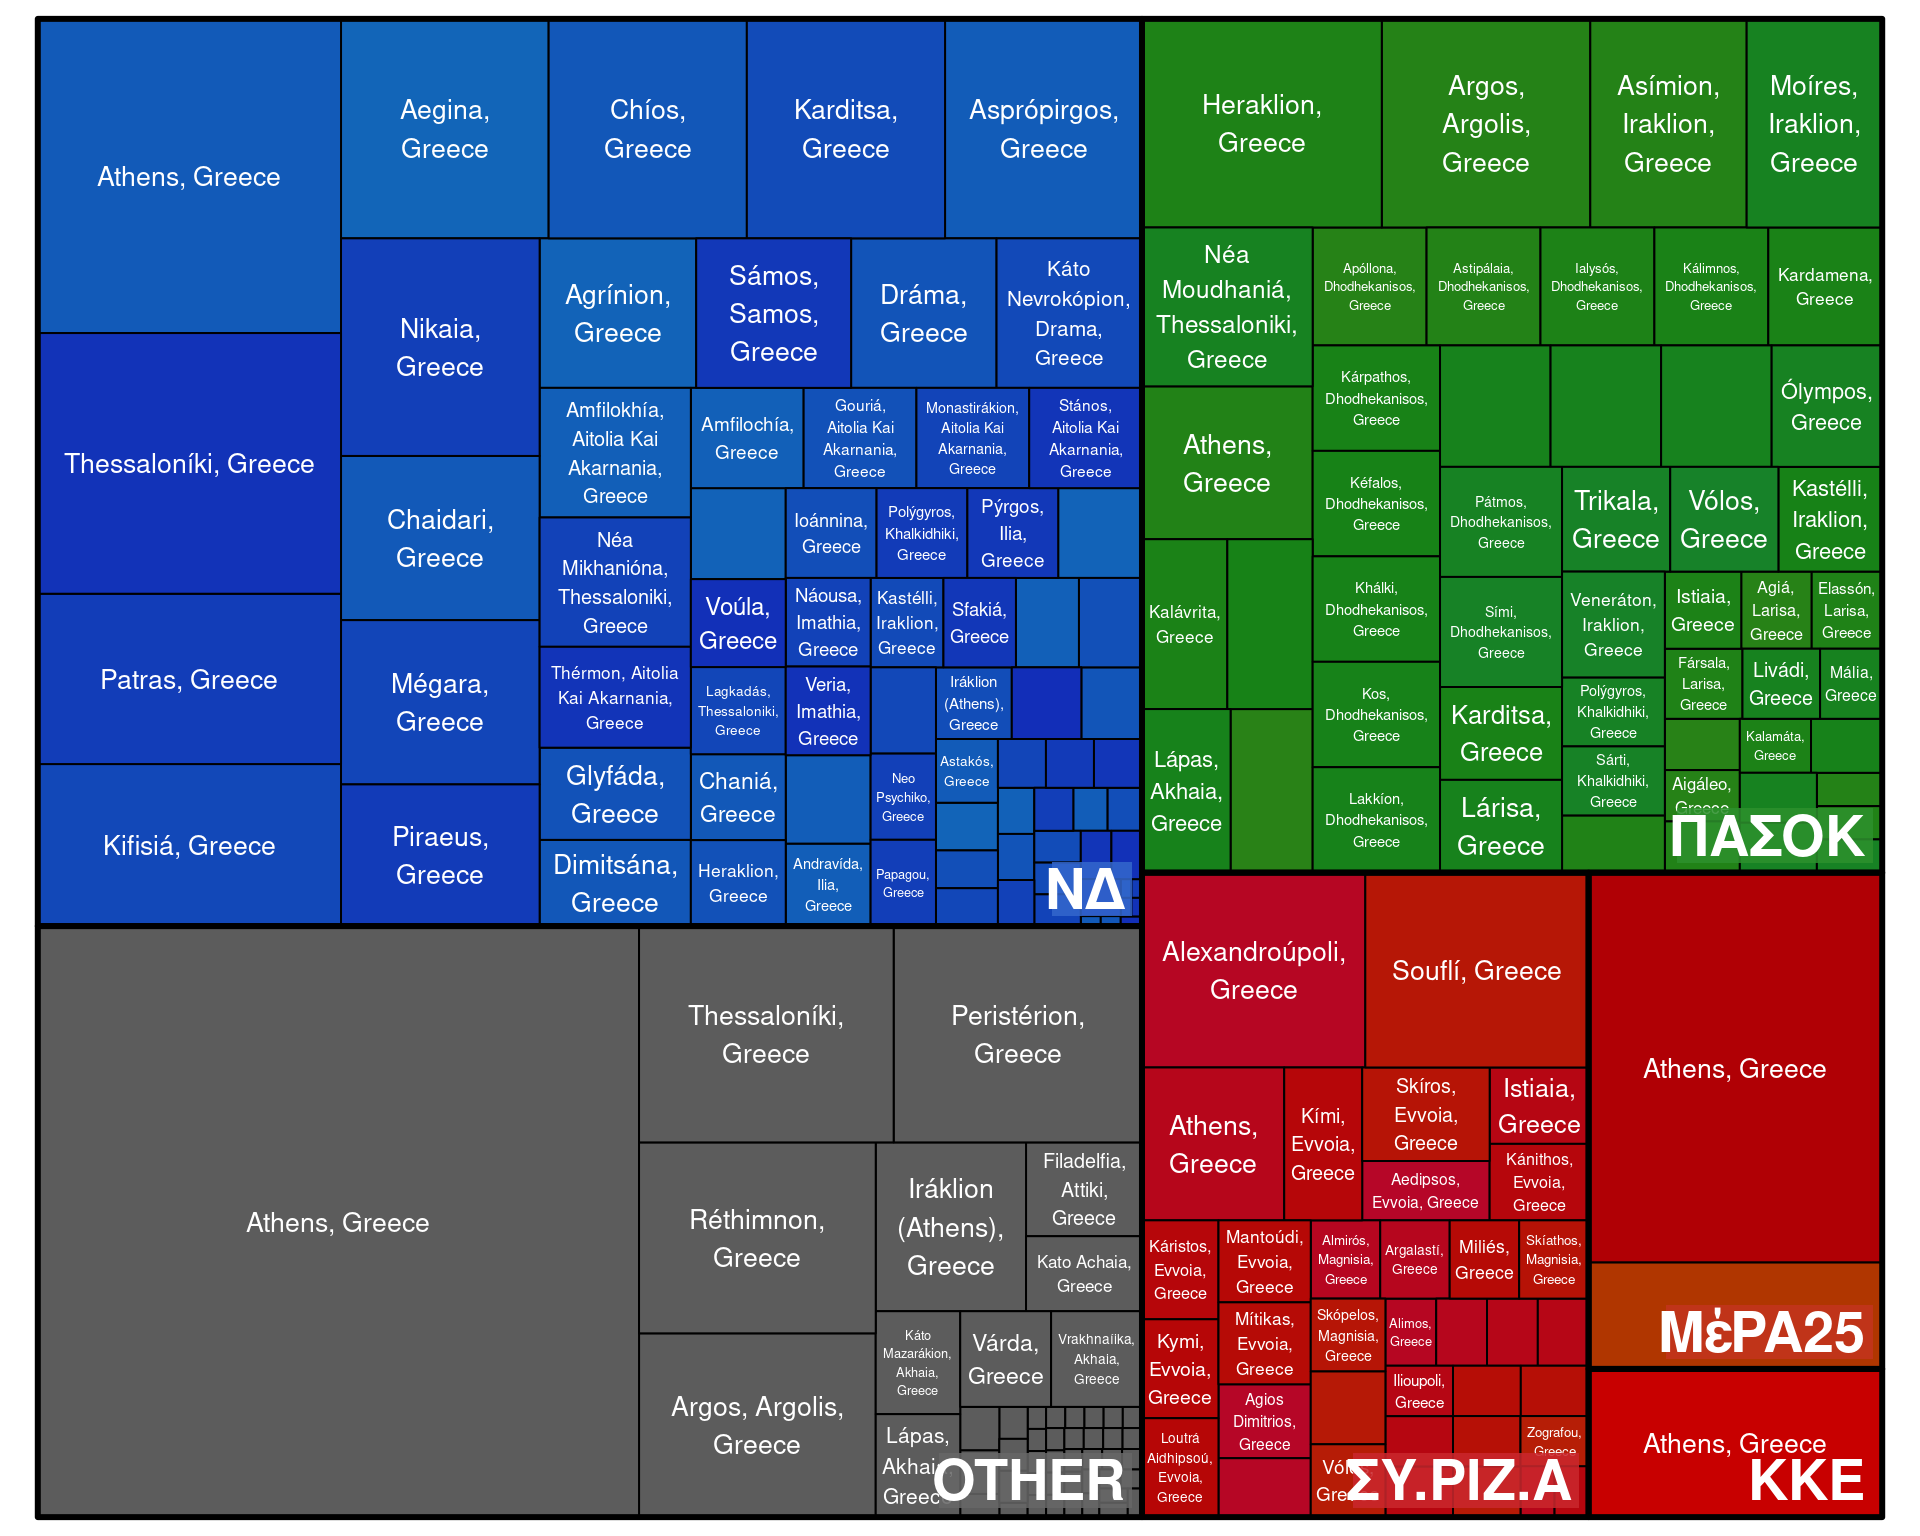 Athens, Greece
Thessaloníki, Greece
Patras, Greece
Kifisiá, Greece
Aegina,
Greece
Chíos,
Greece
Karditsa,
Greece
Asprópirgos,
Greece
Nikaia,
Greece
Chaidari,
Greece
Mégara,
Greece
Piraeus,
Greece
Agrínion,
Greece
Sámos,
Samos,
Greece
Dráma,
Greece
Káto
Nevrokópion,
Drama,
Greece
Amfilokhía,
Aitolia Kai
Akarnania,
Greece
Néa
Mikhanióna,
Thessaloniki,
Greece
Thérmon, Aitolia
Kai Akarnania,
Greece
Glyfáda,
Greece
Dimitsána,
Greece
Amfilochía,
Greece
Gouriá,
Aitolia Kai
Akarnania,
Greece
Monastirákion,
Aitolia Kai
Akarnania,
Greece
Stános,
Aitolia Kai
Akarnania,
Greece
Ioánnina,
Greece
Polýgyros,
Khalkidhiki,
Greece
Pýrgos,
Ilia,
Greece
Voúla,
Greece
Náousa,
Imathia,
Greece
Kastélli,
Iraklion,
Greece
Sfakiá,
Greece
Lagkadás,
Thessaloniki,
Greece
Veria,
Imathia,
Greece
Iráklion
(Athens),
Greece
Chaniá,
Greece
Neo
Psychiko,
Greece
Astakós,
Greece
Heraklion,
Greece
Andravída,
Ilia,
Greece
Papagou,
Greece
ΝΔ
Heraklion,
Greece
Argos,
Argolis,
Greece
Asímion,
Iraklion,
Greece
Moíres,
Iraklion,
Greece
Néa
Moudhaniá,
Thessaloniki,
Greece
Athens,
Greece
Kalávrita,
Greece
Lápas,
Akhaia,
Greece
Apóllona,
Dhodhekanisos,
Greece
Astipálaia,
Dhodhekanisos,
Greece
Ialysós,
Dhodhekanisos,
Greece
Kálimnos,
Dhodhekanisos,
Greece
Kardamena,
Greece
Kárpathos,
Dhodhekanisos,
Greece
Kéfalos,
Dhodhekanisos,
Greece
Khálki,
Dhodhekanisos,
Greece
Kos,
Dhodhekanisos,
Greece
Lakkíon,
Dhodhekanisos,
Greece
Ólympos,
Greece
Pátmos,
Dhodhekanisos,
Greece
Sími,
Dhodhekanisos,
Greece
Karditsa,
Greece
Lárisa,
Greece
Trikala,
Greece
Vólos,
Greece
Kastélli,
Iraklion,
Greece
Veneráton,
Iraklion,
Greece
Polýgyros,
Khalkidhiki,
Greece
Sárti,
Khalkidhiki,
Greece
Istiaia,
Greece
Agiá,
Larisa,
Greece
Elassón,
Larisa,
Greece
Fársala,
Larisa,
Greece
Livádi,
Greece
Mália,
Greece
Kalamáta,
Greece
Aigáleo,
Greece
ΠΑΣΟΚ
Athens, Greece
Thessaloníki,
Greece
Peristérion,
Greece
Réthimnon,
Greece
Argos, Argolis,
Greece
Iráklion
(Athens),
Greece
Filadelfia,
Attiki,
Greece
Kato Achaia,
Greece
Káto
Mazarákion,
Akhaia,
Greece
Várda,
Greece
Vrakhnaíika,
Akhaia,
Greece
Lápas,
Akhaia,
Greece
OTHER
Alexandroúpoli,
Greece
Souflí, Greece
Athens,
Greece
Kími,
Evvoia,
Greece
Skíros,
Evvoia,
Greece
Istiaia,
Greece
Aedipsos,
Evvoia, Greece
Kánithos,
Evvoia,
Greece
Káristos,
Evvoia,
Greece
Mantoúdi,
Evvoia,
Greece
Almirós,
Magnisia,
Greece
Argalastí,
Greece
Miliés,
Greece
Skíathos,
Magnisia,
Greece
Kymi,
Evvoia,
Greece
Mítikas,
Evvoia,
Greece
Skópelos,
Magnisia,
Greece
Alimos,
Greece
Ilioupoli,
Greece
Agios
Dimitrios,
Greece
Loutrá
Aidhipsoú,
Evvoia,
Greece
Zografou,
Greece
ΣΥ.ΡΙΖ.Α
Athens, Greece
ΜέΡΑ25
Athens, Greece
ΚΚΕ